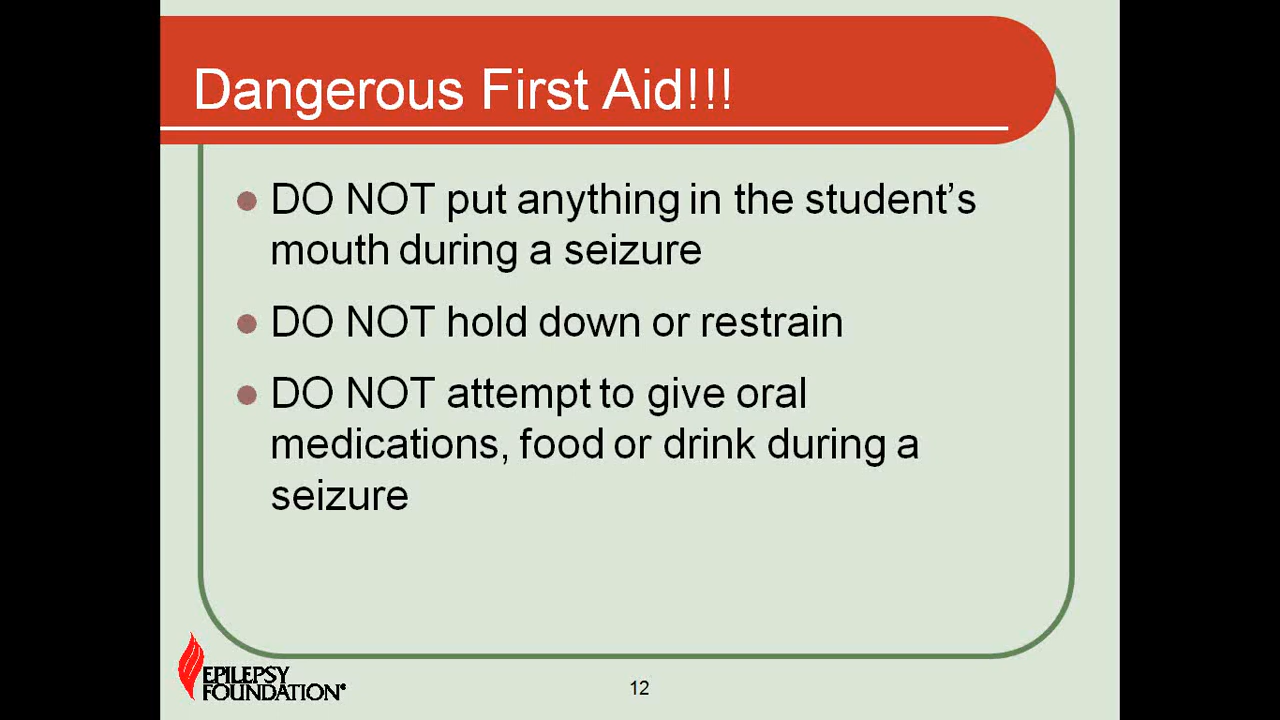 Dangerous First Aid!!!
DO NOT put anything in the student’s
mouth during a seizure
DO NOT hold down or restrain
DO NOT attempt to give oral
medications, food or drink during a
seizure
EPILEPSY
FOUNDATION®
12